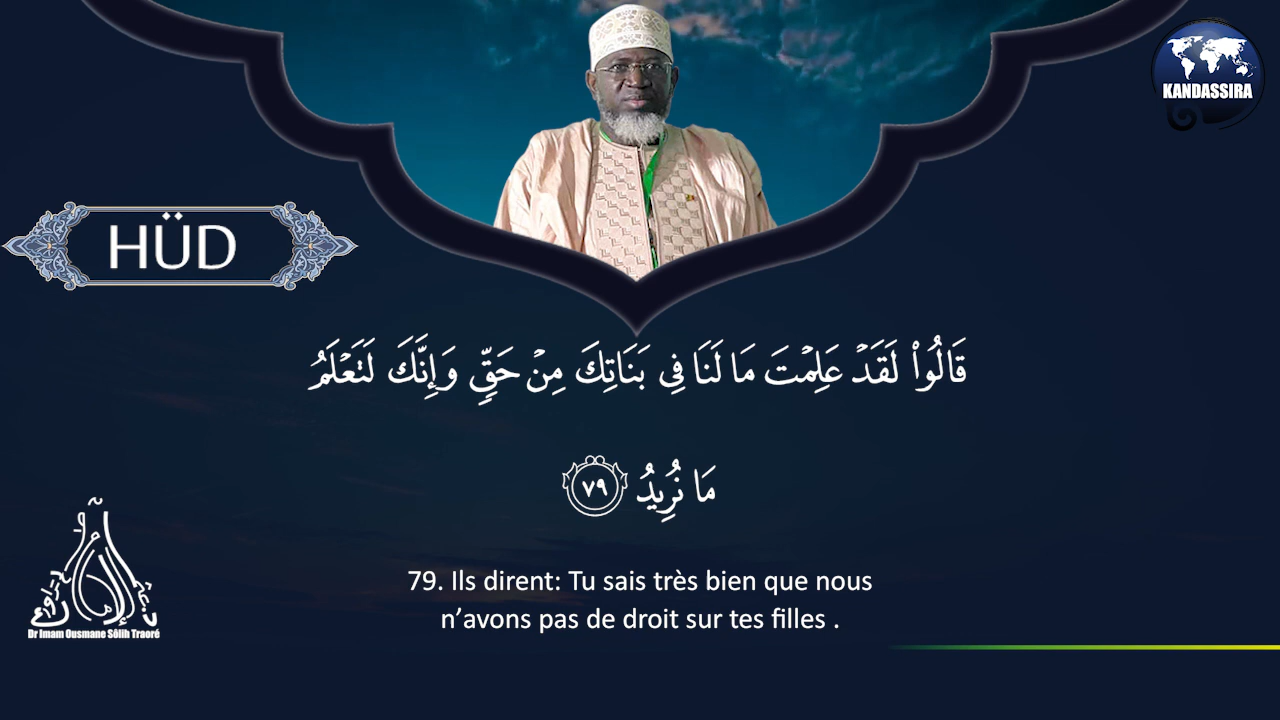 KANDASSIRA
HÜD
قَالُواْ لَقَدۡ عَلِمۡتَ مَا لَنَا فِي بَنَاتِكَ مِنۡ حَقّٖ وَإِنَّكَ لَتَعۡلَمُ
مَا نُرِيدُ ٧٩
79. Ils dirent: Tu sais très bien que nous
n’avons pas de droit sur tes filles .
Dr Imam Ousmane Sôlih Traoré